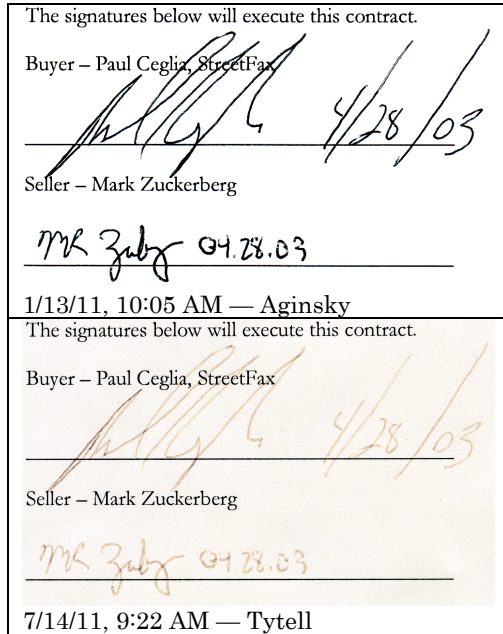 The signatures below will execute this contract.
Buyer – Paul Ceglia, StreetFax
4/28/03
Seller – Mark Zuckerberg
04.28.03
1/13/11, 10:05 AM — Aginsky
The signatures below will execute this contract.
Buyer – Paul Ceglia, StreetFax
4/28/03
Seller – Mark Zuckerberg
04.28.03
7/14/11, 9:22 AM — Tytell